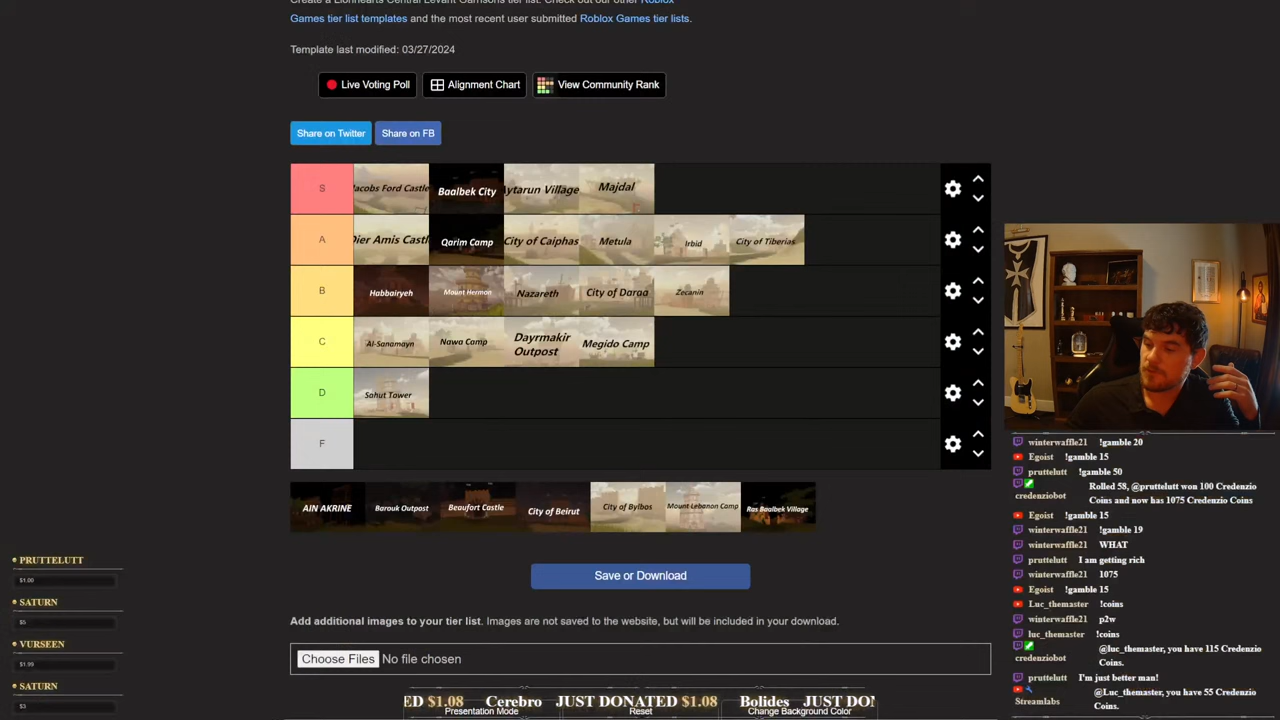 Games tier list templates and the most recent user submitted Roblox Games tier lists.
Template last modified: 03/27/2024
Live Voting Poll
Alignment Chart
View Community Rank
Share on Twitter
Share on FB
S
Jacobs Ford Castle
Baalbek City
Aytarun Village
Majdal
A
Dier Amis Castl
Qarim Camp
City of Caiphas
Metula
Irbid
City of Tiberias
B
Habbairyeh
Mount Hermon
Nazareth
City of Daraa
Zecanin
C
Al-Sanamayn
Nawa Camp
Dayrmakir
Outpost
Megido Camp
D
Sahut Tower
F
AIN AKRINE
Barouk Outpost
Beaufort Castle
City of Beirut
City of Bylbos
Mount Lebanon Camp
Ras Baalbek Village
Save or Download
Add additional images to your tier list. Images are not saved to the website, but will be included in your download.
Choose Files No file chosen
ED $1.08 Cerebro JUST DONATED $1.08 Bolides JUST DO
Presentation Mode
Reset
Change Background Color
PRUTTELUTT
$1.00
SATURN
$5
VURSEEN
$1.99
SATURN
$3
winterwaffle21 !gamble 20
Egoist !gamble 15
pruttelutt !gamble 50
credenziobot Rolled 58, @pruttelutt won 100 Credenzio
Coins and now has 1075 Credenzio Coins
Egoist !gamble 15
winterwaffle21 !gamble 19
winterwaffle21 WHAT
pruttelutt I am getting rich
winterwaffle21 1075
Egoist !gamble 15
Luc_themaster !coins
winterwaffle21 p2w
luc_themaster !coins
credenziobot @luc_themaster, you have 115 Credenzio
Coins.
pruttelutt I'm just better man!
Streamlabs @Luc_themaster, you have 55 Credenzio
Coins.